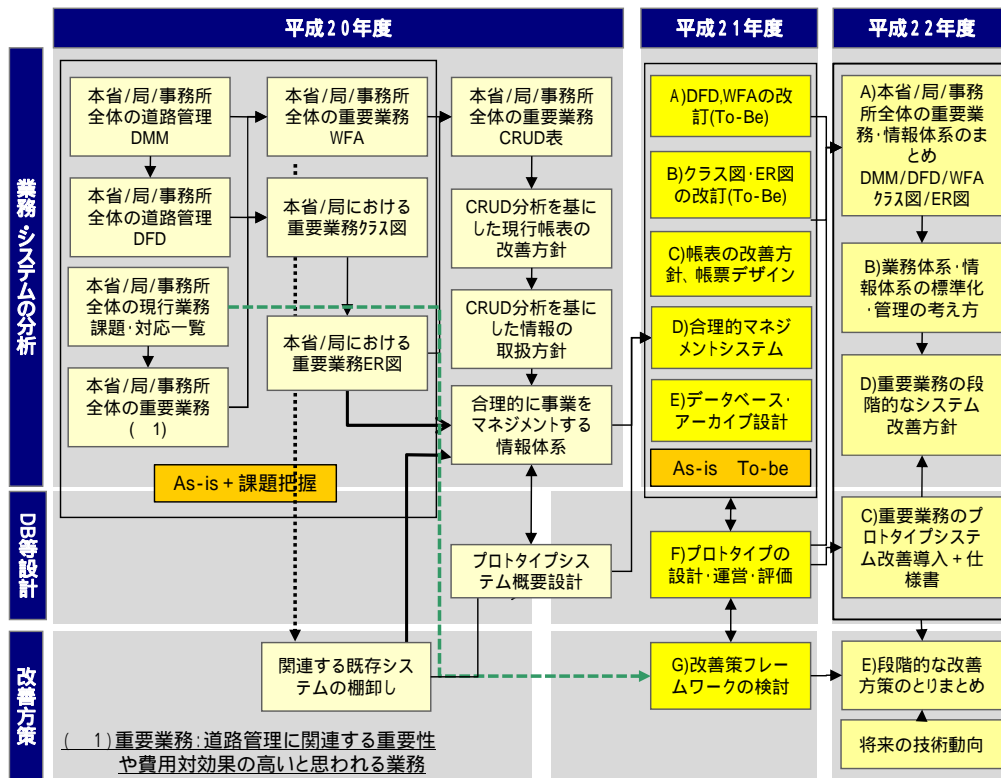 平成20年度
平成21年度
平成22年度
業務・システムの分析
本省/局/事務所
全体の道路管理
DMM
本省/局/事務所
全体の道路管理
DFD
本省/局/事務所
全体の現行業務
課題・対応一覧
本省/局/事務所
全体の重要業務
(　1)
本省/局/事務所
全体の重要業務
WFA
本省/局における
重要業務クラス図
本省/局における
重要業務ER図
As-is + 課題把握
本省/局/事務所
全体の重要業務
CRUD表
CRUD分析を基に
した現行帳表の
改善方針
CRUD分析を基に
した情報の
取扱方針
合理的に事業を
マネジメントする
情報体系
A)DFD,WFAの改
訂(To-Be)
B)クラス図・ER図
の改訂(To-Be)
C)帳表の改善方
針、帳票デザイン
D)合理的マネジ
メントシステム
E)データベース・
アーカイブ設計
As-is　To-be
A)本省/局/事務
所全体の重要業
務・情報体系のま
とめ
DMM/DFD/WFA
クラス図/ER図
B)業務体系・情
報体系の標準化
・管理の考え方
D)重要業務の段
階的なシステム
改善方針
DB等設計
プロトタイプシス
テム概要設計
F)プロトタイプの
設計・運営・評価
C)重要業務のプ
ロトタイプシステ
ム改善導入 + 仕
様書
改善方策
関連する既存シス
テムの棚卸し
G)改善策フレー
ムワークの検討
E)段階的な改善
方策のとりまとめ
将来の技術動向
(　1)重要業務:道路管理に関連する重要性
や費用対効果の高いと思われる業務